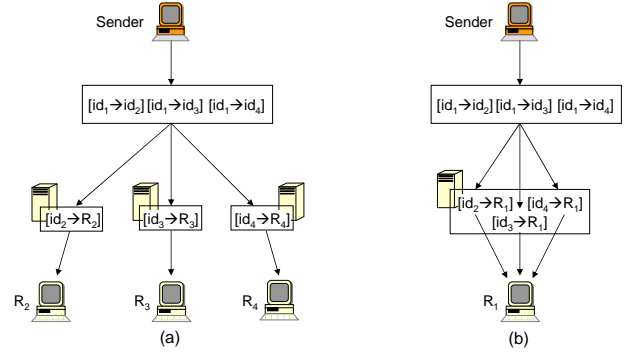 Sender
Sender
[id₁→id₂] [id₁→id₃] [id₁→id₄]
[id₁→id₂] [id₁→id₃] [id₁→id₄]
[id₂→R₂]
[id₃→R₃]
[id₄→R₄]
[id₂→R₁] [id₄→R₁]
[id₃→R₁]
R₂
R₃
R₄
R₁
(a)
(b)